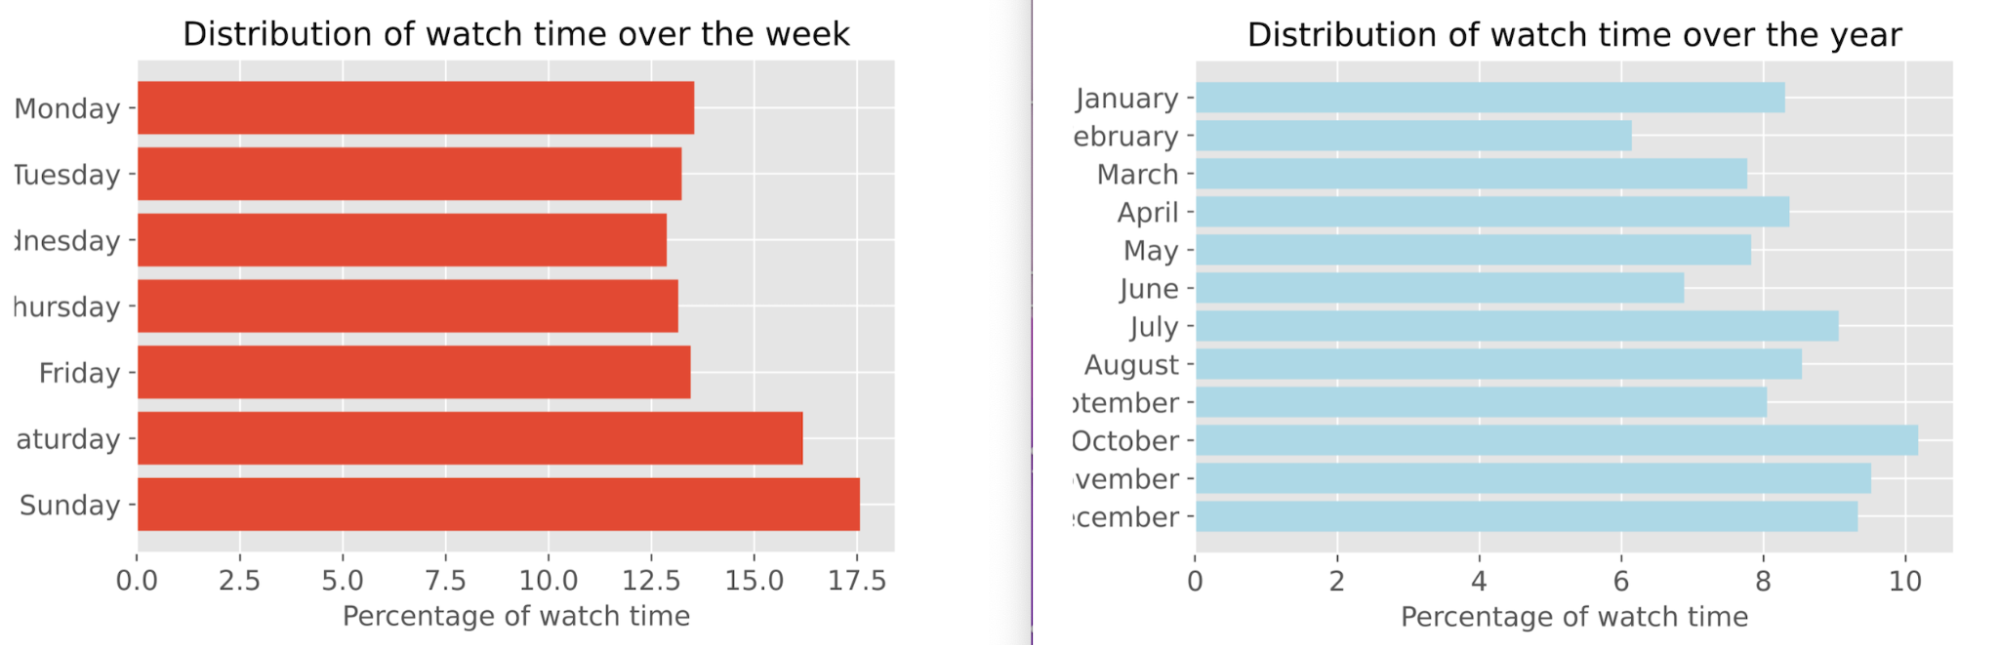 Distribution of watch time over the week
Monday
Tuesday
dnesday
hursday
Friday
aturday
Sunday
0.0 2.5 5.0 7.5 10.0 12.5 15.0 17.5
Percentage of watch time
Distribution of watch time over the year
January
ebruary
March
April
May
June
July
August
ptember
October
vember
ecember
0 2 4 6 8 10
Percentage of watch time